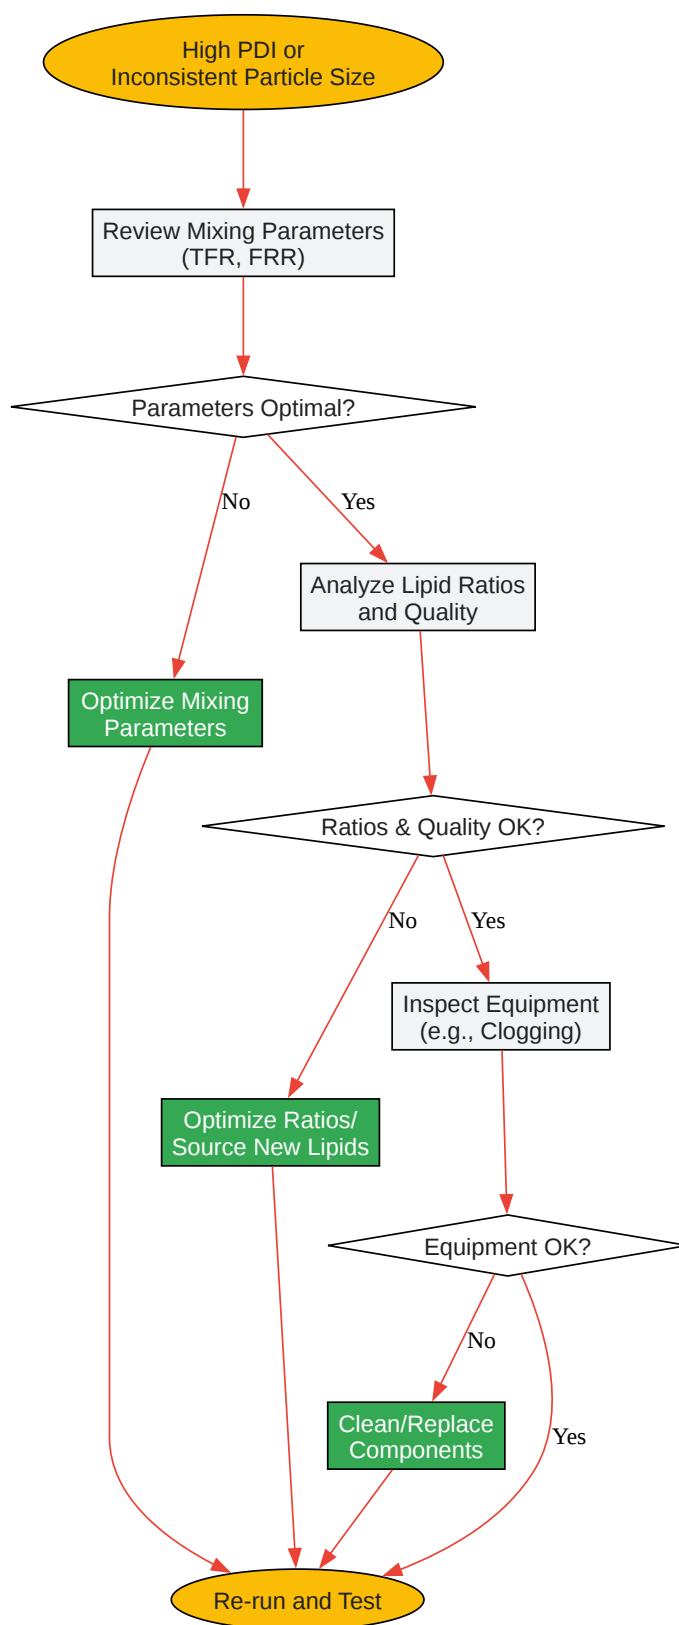 High PDI or
Inconsistent Particle Size
Review Mixing Parameters
(TFR, FRR)
Parameters Optimal?
No
Yes
Analyze Lipid Ratios
and Quality
Optimize Mixing
Parameters
Ratios & Quality OK?
No
Yes
Inspect Equipment
(e.g., Clogging)
Optimize Ratios/
Source New Lipids
Equipment OK?
No
Clean/Replace
Components
Yes
Re-run and Test